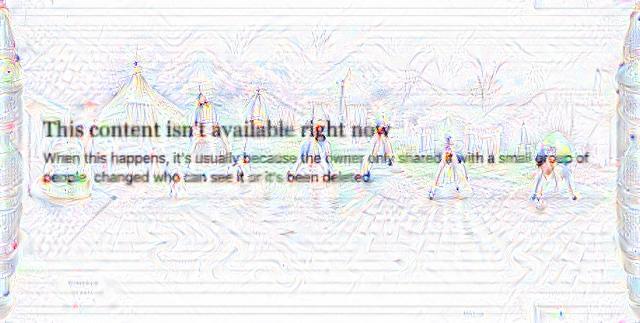 This content isn't available right now
When this happens, it's usually because the owner only shared it with a small group of
people, changed who can see it or it's been deleted.